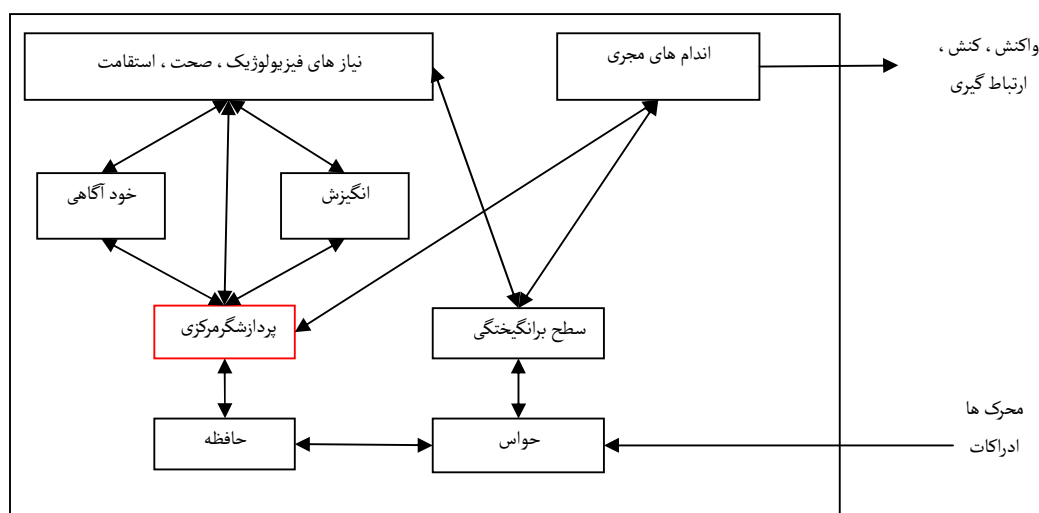 واکنش ، کنش ،
ارتباط گیری
اندام های مجری
نیاز های فیزیولوژیک ، صحت ، استقامت
انگیزش
خود آگاهی
سطح برانگیختگی
پردازشگرمرکزی
محرک ها
ادراکات
حواس
حافظه